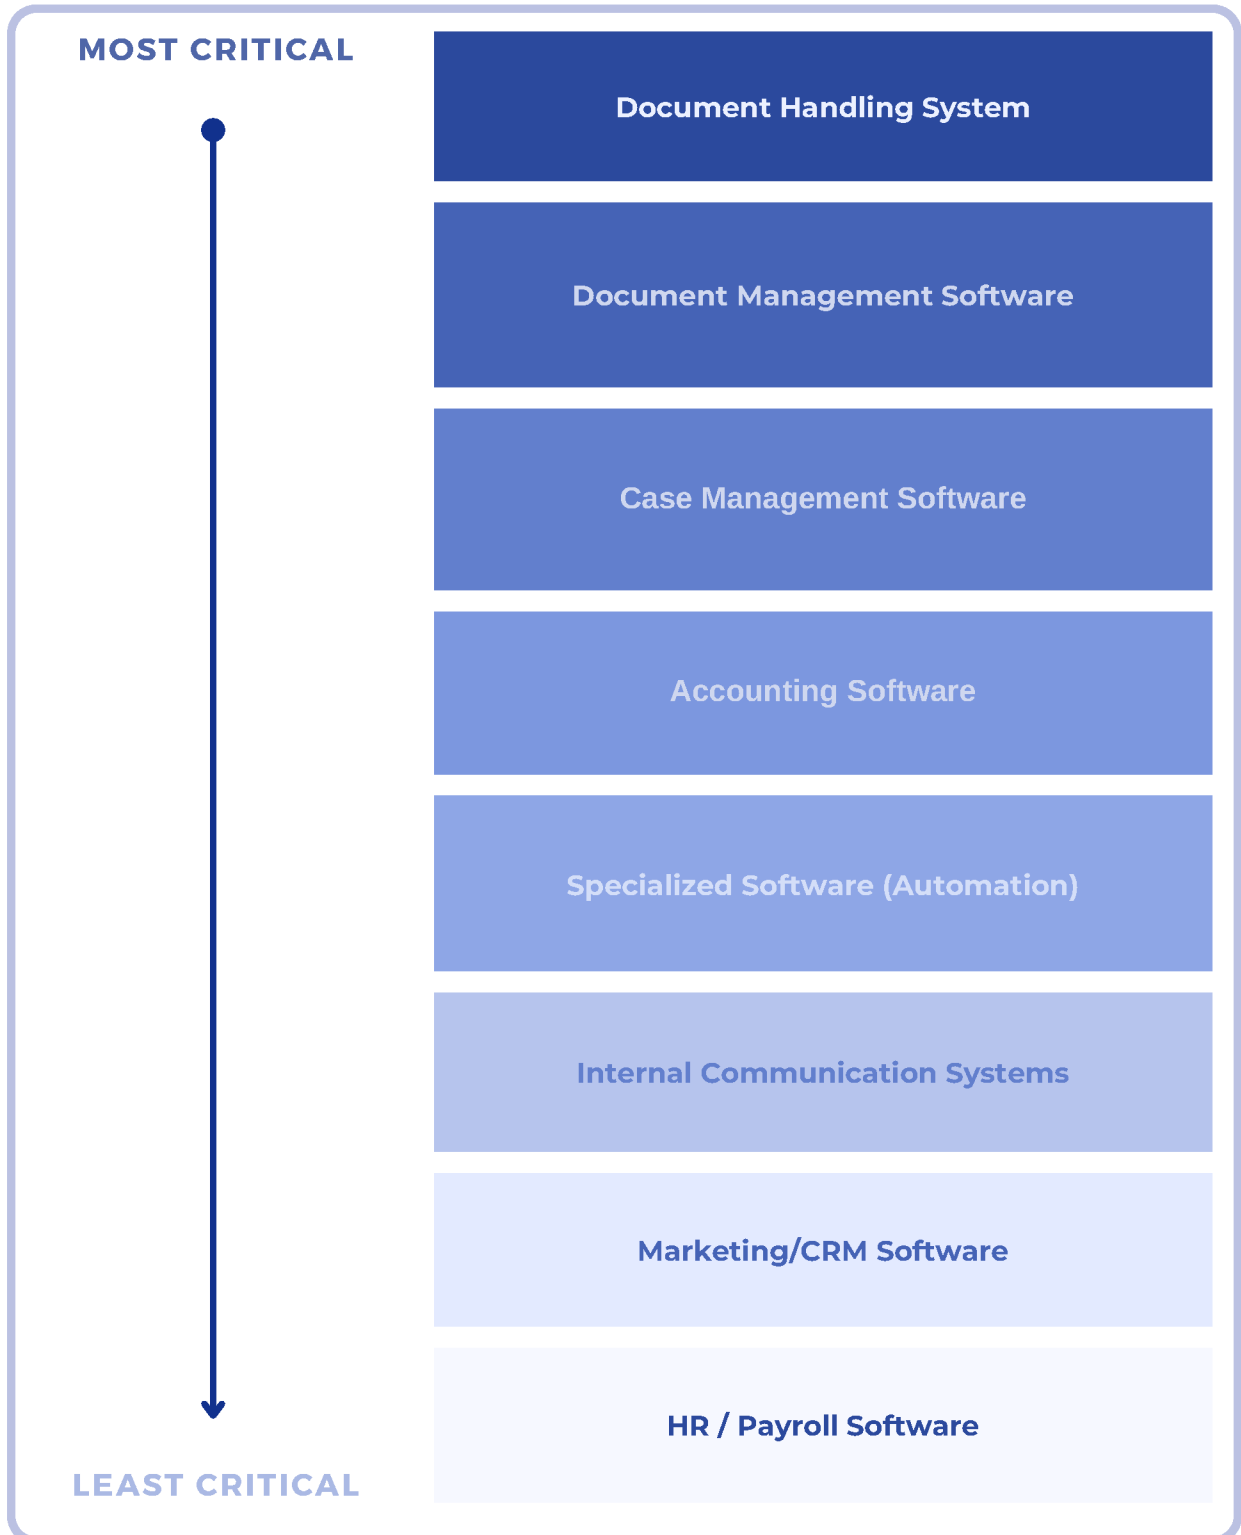 MOST CRITICAL
Document Handling System
Document Management Software
Case Management Software
Accounting Software
Specialized Software (Automation)
Internal Communication Systems
Marketing/CRM Software
HR / Payroll Software
LEAST CRITICAL